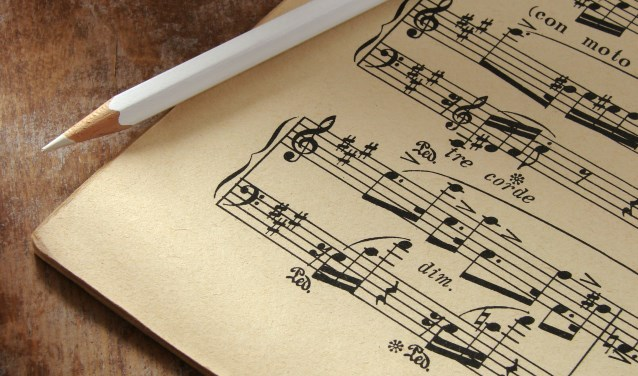 (con moto
Ped.
tre corde
dim.
Ped.
Ped.